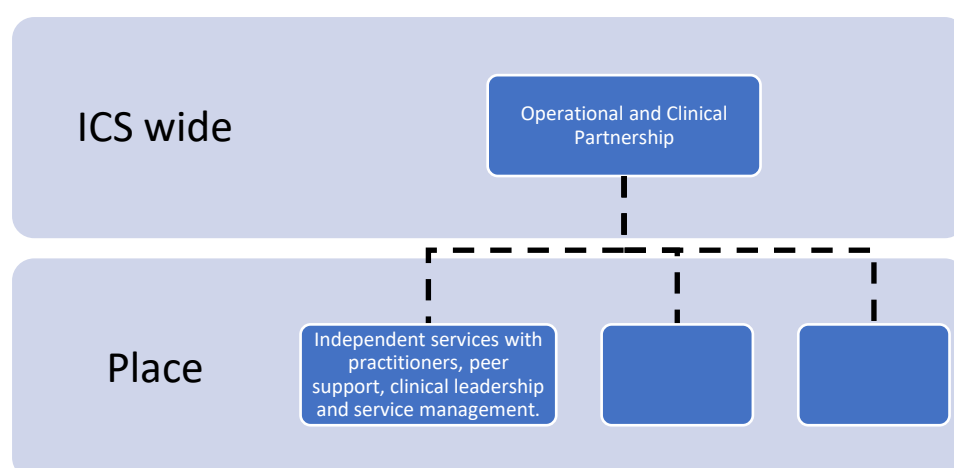 ICS wide
Operational and Clinical
Partnership
Place
Independent services with
practitioners, peer
support, clinical leadership
and service management.